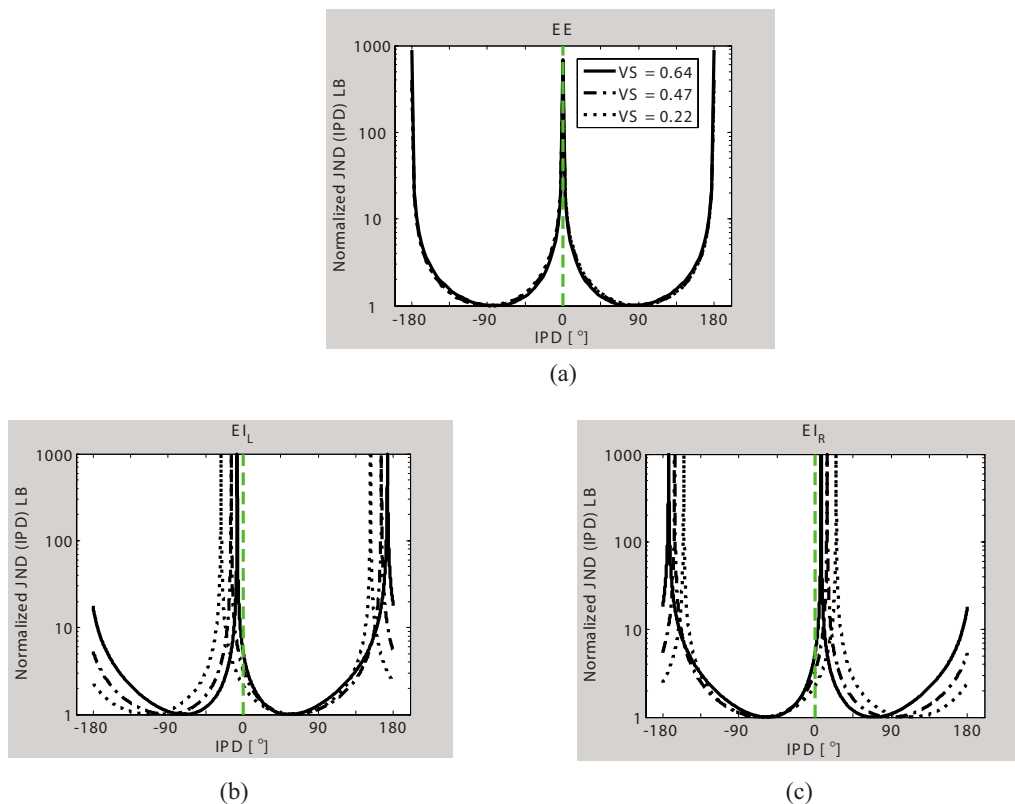 EE
1000
100
10
1
Normalized JND (IPD) LB
VS = 0.64
VS = 0.47
VS = 0.22
-180 -90 0 90 180
IPD [ °]
(a)
EI_L
1000
100
10
1
Normalized JND (IPD) LB
-180 -90 0 90 180
IPD [ °]
(b)
EI_R
1000
100
10
1
Normalized JND (IPD) LB
-180 -90 0 90 180
IPD [ °]
(c)